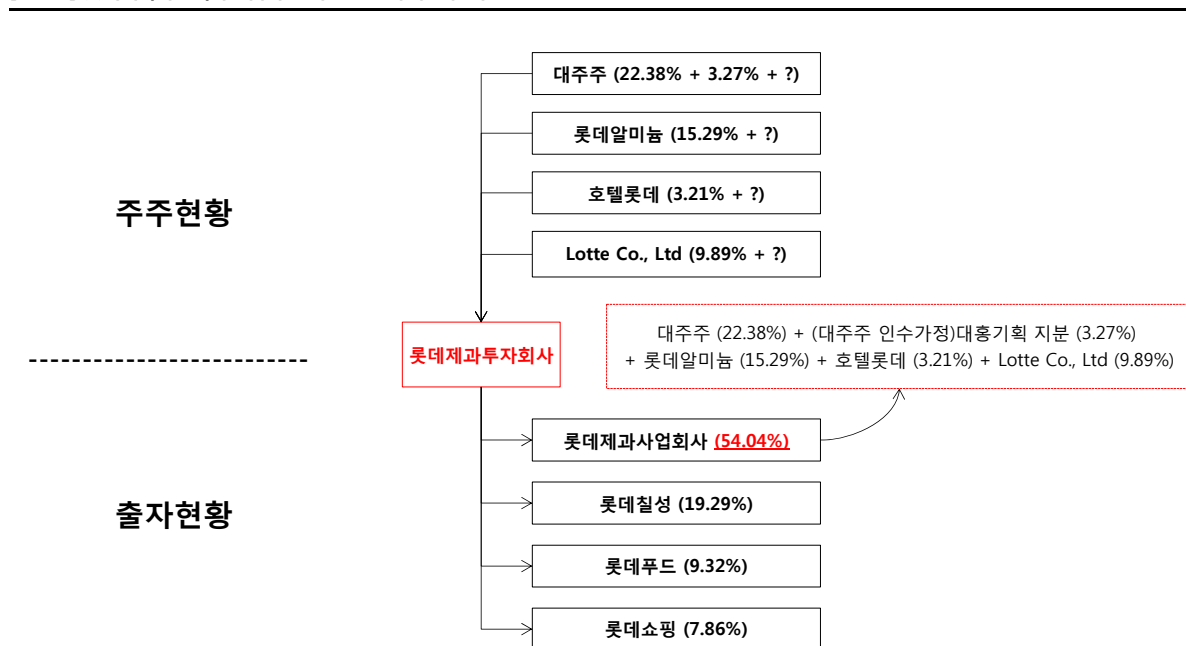 대주주 (22.38% + 3.27% + ?)
롯데알미늄 (15.29% + ?)
호텔롯데 (3.21% + ?)
주주현황
Lotte Co., Ltd (9.89% + ?)
롯데제과투자회사
대주주 (22.38%) + (대주주 인수가정)대홍기획 지분 (3.27%)
+ 롯데알미늄 (15.29%) + 호텔롯데 (3.21%) + Lotte Co., Ltd (9.89%)
롯데제과사업회사 (54.04%)
롯데칠성 (19.29%)
출자현황
롯데푸드 (9.32%)
롯데쇼핑 (7.86%)